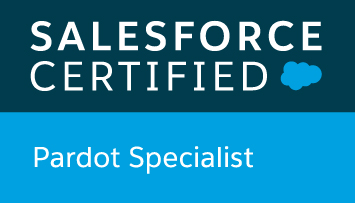 SALESFORCE
CERTIFIED
Pardot Specialist